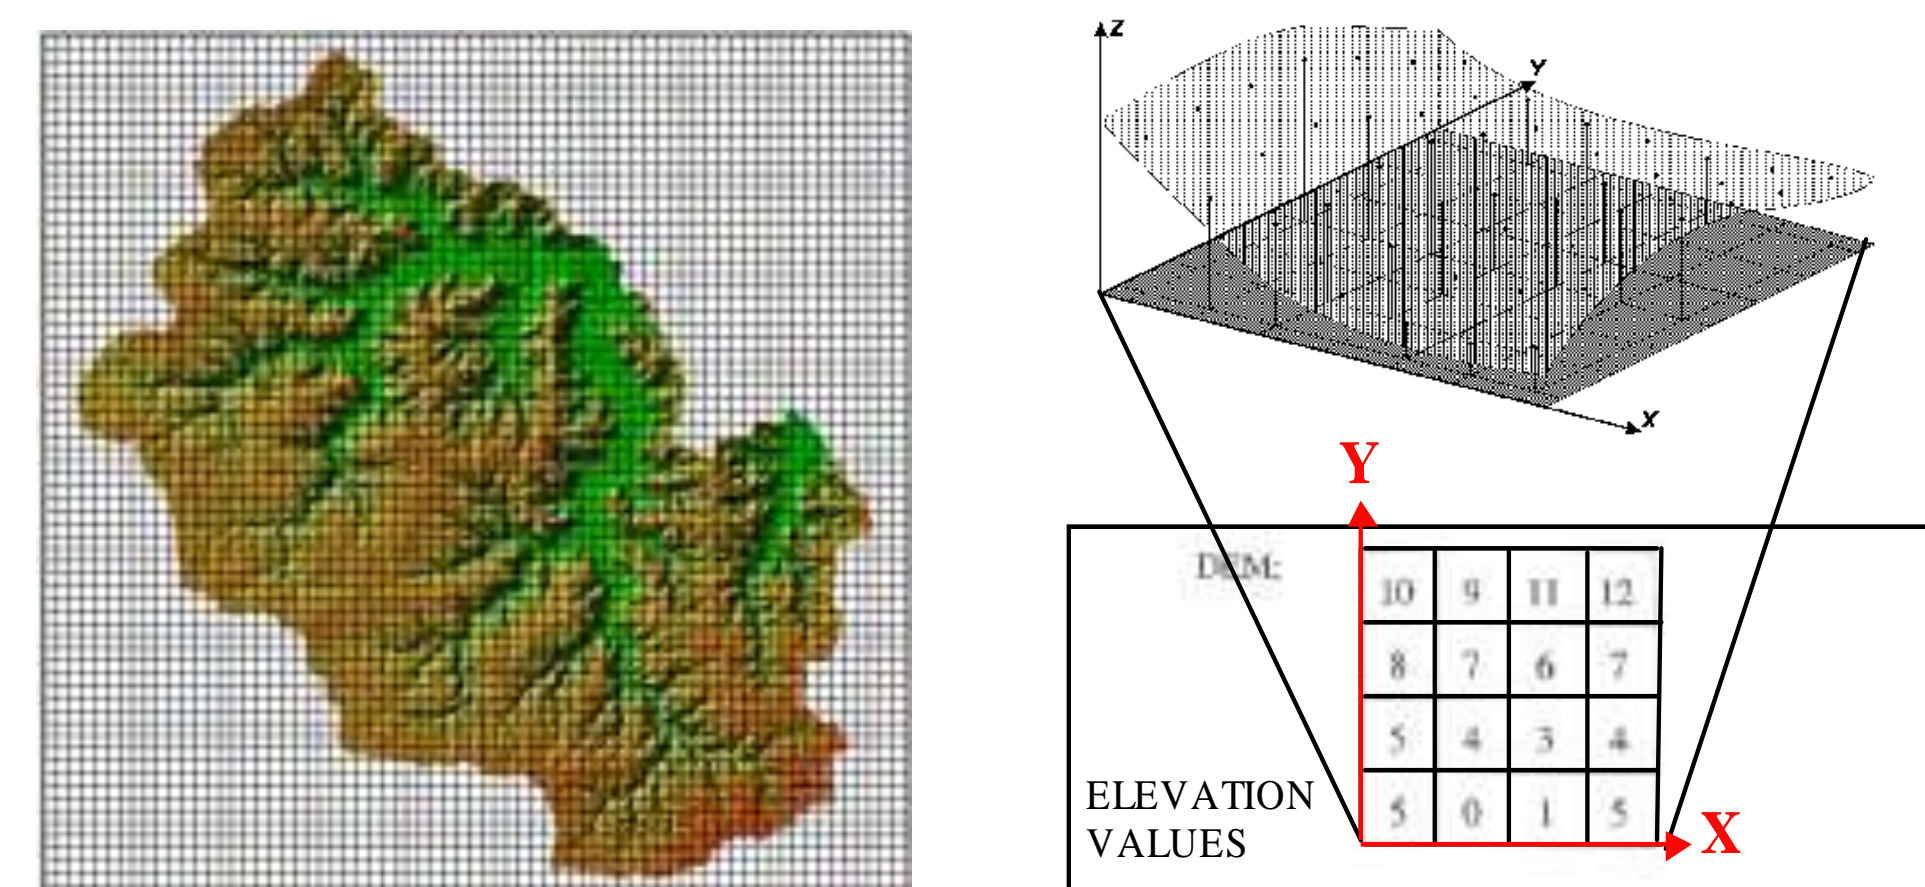 Z
Y
X
Y
DEM:
10 9 11 12
8 7 6 7
5 4 3 4
5 0 1 5
ELEVATION
VALUES
X